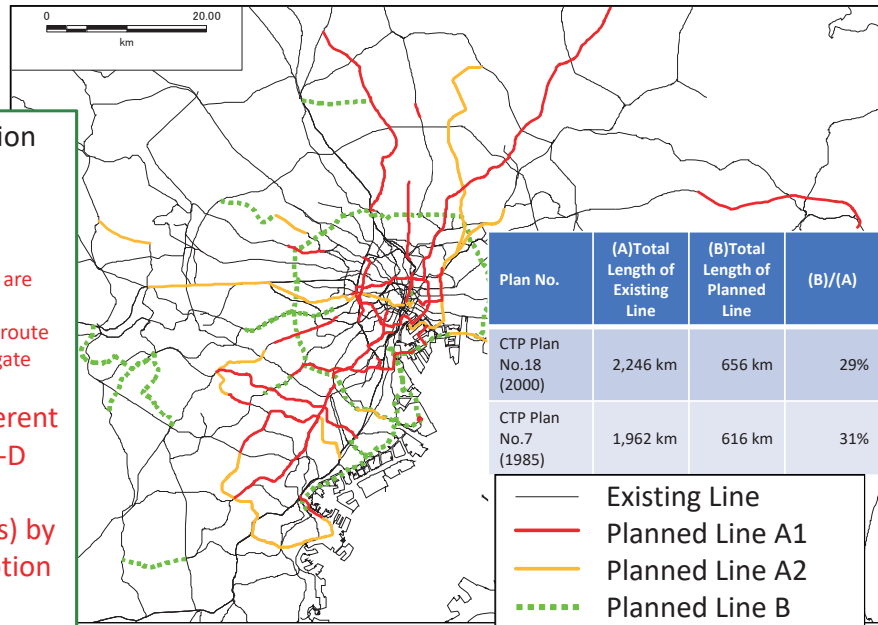 0 20.00
km
ion
are
route
gate
erent
-D
s) by
tion
Plan No.
(A)Total
Length of
Existing
Line
(B)Total
Length of
Planned
Line
(B)/(A)
CTP Plan
No.18
(2000)
2,246 km
656 km
29%
CTP Plan
No.7
(1985)
1,962 km
616 km
31%
Existing Line
Planned Line A1
Planned Line A2
Planned Line B